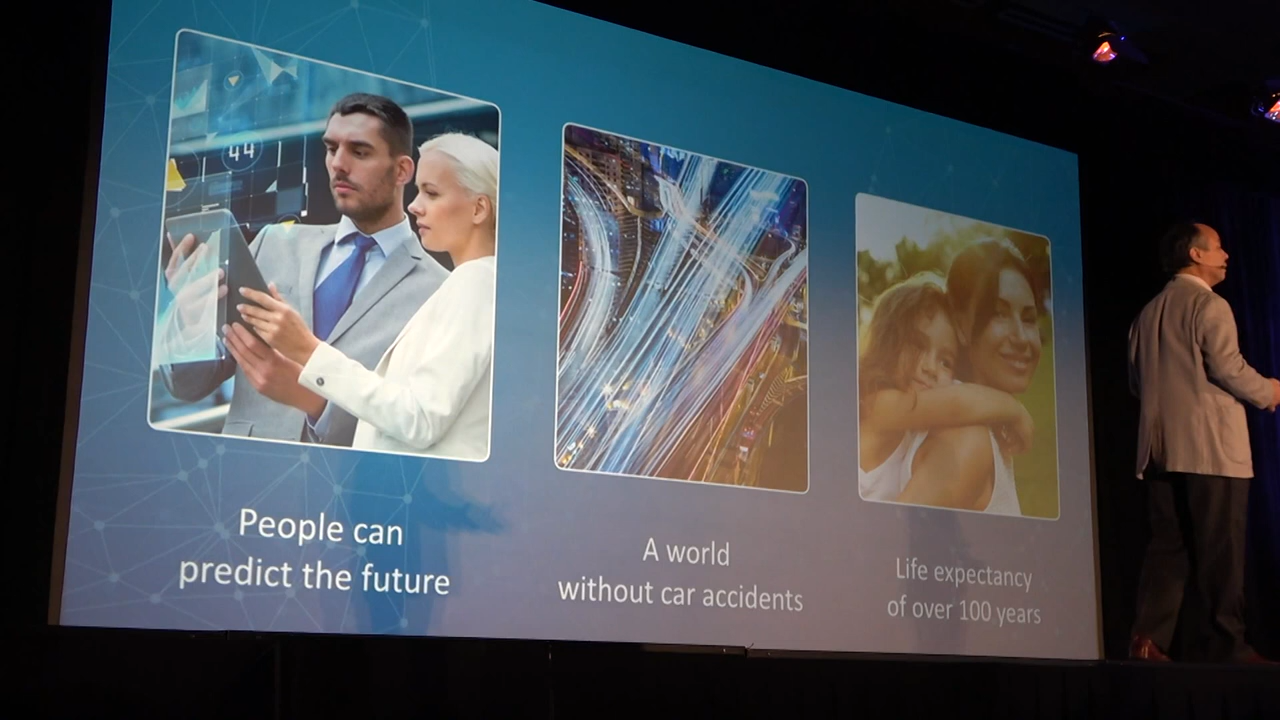 44
People can
predict the future
A world
without car accidents
Life expectancy
of over 100 years